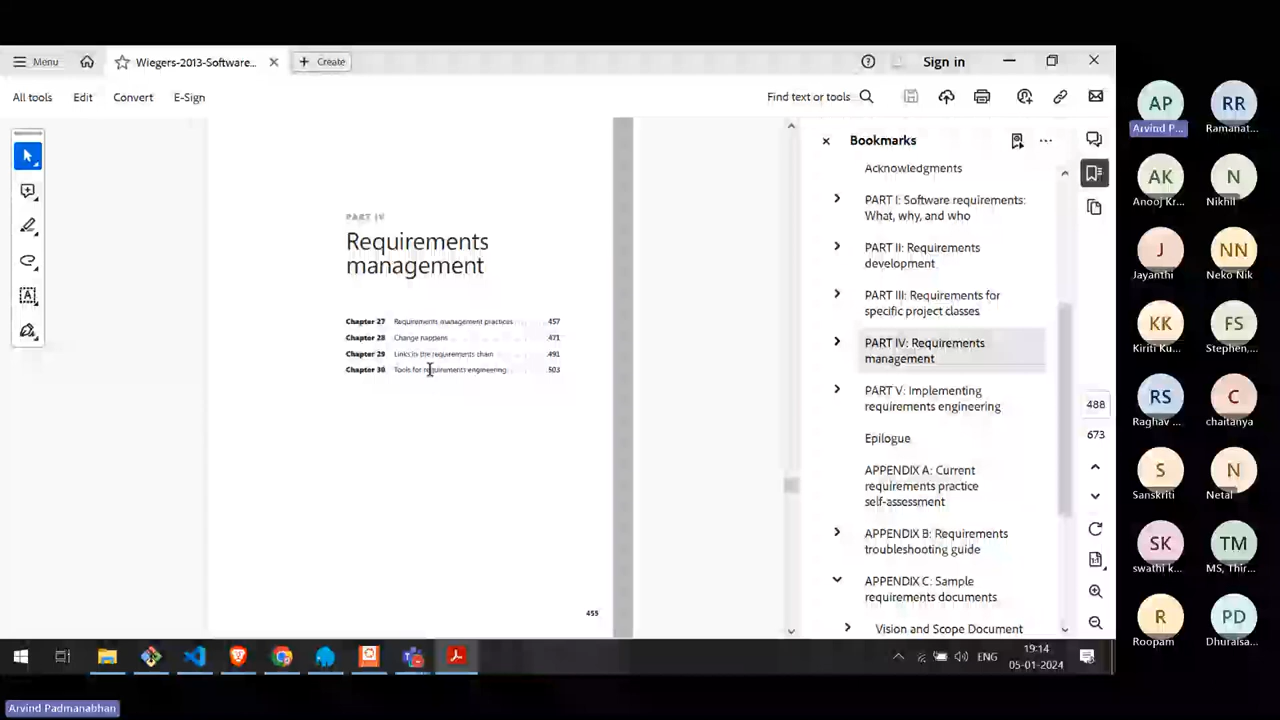 Menu
Wiegers-2013-Software...
Create
Sign in
All tools
Edit
Convert
E-Sign
Find text or tools
PART IV
Requirements
management
Chapter 27 Requirements management practices 457
Chapter 28 Change happens 471
Chapter 29 Links in the requirements chain 491
Chapter 30 Tools for requirements engineering 503
455
Bookmarks
Acknowledgments
PART I: Software requirements:
What, why, and who
PART II: Requirements
development
PART III: Requirements for
specific project classes
PART IV: Requirements
management
PART V: Implementing
requirements engineering
Epilogue
APPENDIX A: Current
requirements practice
self-assessment
APPENDIX B: Requirements
troubleshooting guide
APPENDIX C: Sample
requirements documents
Vision and Scope Document
488
673
1:1
AP
Arvind P...
RR
Ramanat...
AK
Anooj Kr...
N
Nikhil
J
Jayanthi
NN
Neko Nik
KK
Kiriti Ku...
FS
Stephen,...
RS
Raghav ...
C
chaitanya
S
Sanskriti
N
Netal
SK
swathi k...
TM
MS, Thir...
R
Roopam
PD
Dhuraisa...
ENG
19:14
05-01-2024
Arvind Padmanabhan